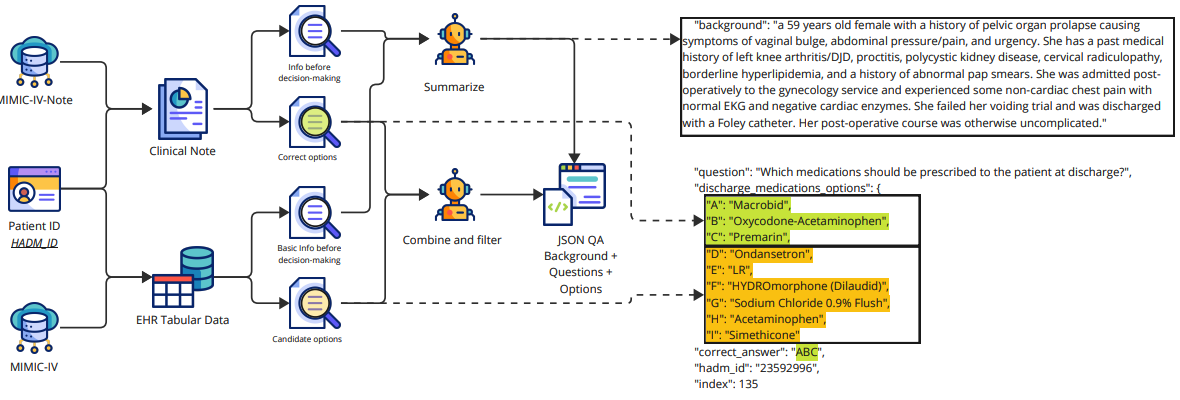 MIMIC-IV-Note
Patient ID
HADM_ID
MIMIC-IV
Clinical Note
EHR Tabular Data
Info before
decision-making
Correct options
Basic Info before
decision-making
Candidate options
Summarize
Combine and filter
JSON QA
Background +
Questions +
Options
"background": "a 59 years old female with a history of pelvic organ prolapse causing
symptoms of vaginal bulge, abdominal pressure/pain, and urgency. She has a past medical
history of left knee arthritis/DJD, proctitis, polycystic kidney disease, cervical radiculopathy,
borderline hyperlipidemia, and a history of abnormal pap smears. She was admitted post-
operatively to the gynecology service and experienced some non-cardiac chest pain with
normal EKG and negative cardiac enzymes. She failed her voiding trial and was discharged
with a Foley catheter. Her post-operative course was otherwise uncomplicated."
"question": "Which medications should be prescribed to the patient at discharge?",
"discharge_medications_options": {
"A": "Macrobid",
"B": "Oxycodone-Acetaminophen",
"C": "Premarin",
"D": "Ondansetron",
"E": "LR",
"F": "HYDROmorphone (Dilaudid)",
"G": "Sodium Chloride 0.9% Flush",
"H": "Acetaminophen",
"I": "Simethicone"
"correct_answer": "ABC",
"hadm_id": "23592996",
"index": 135